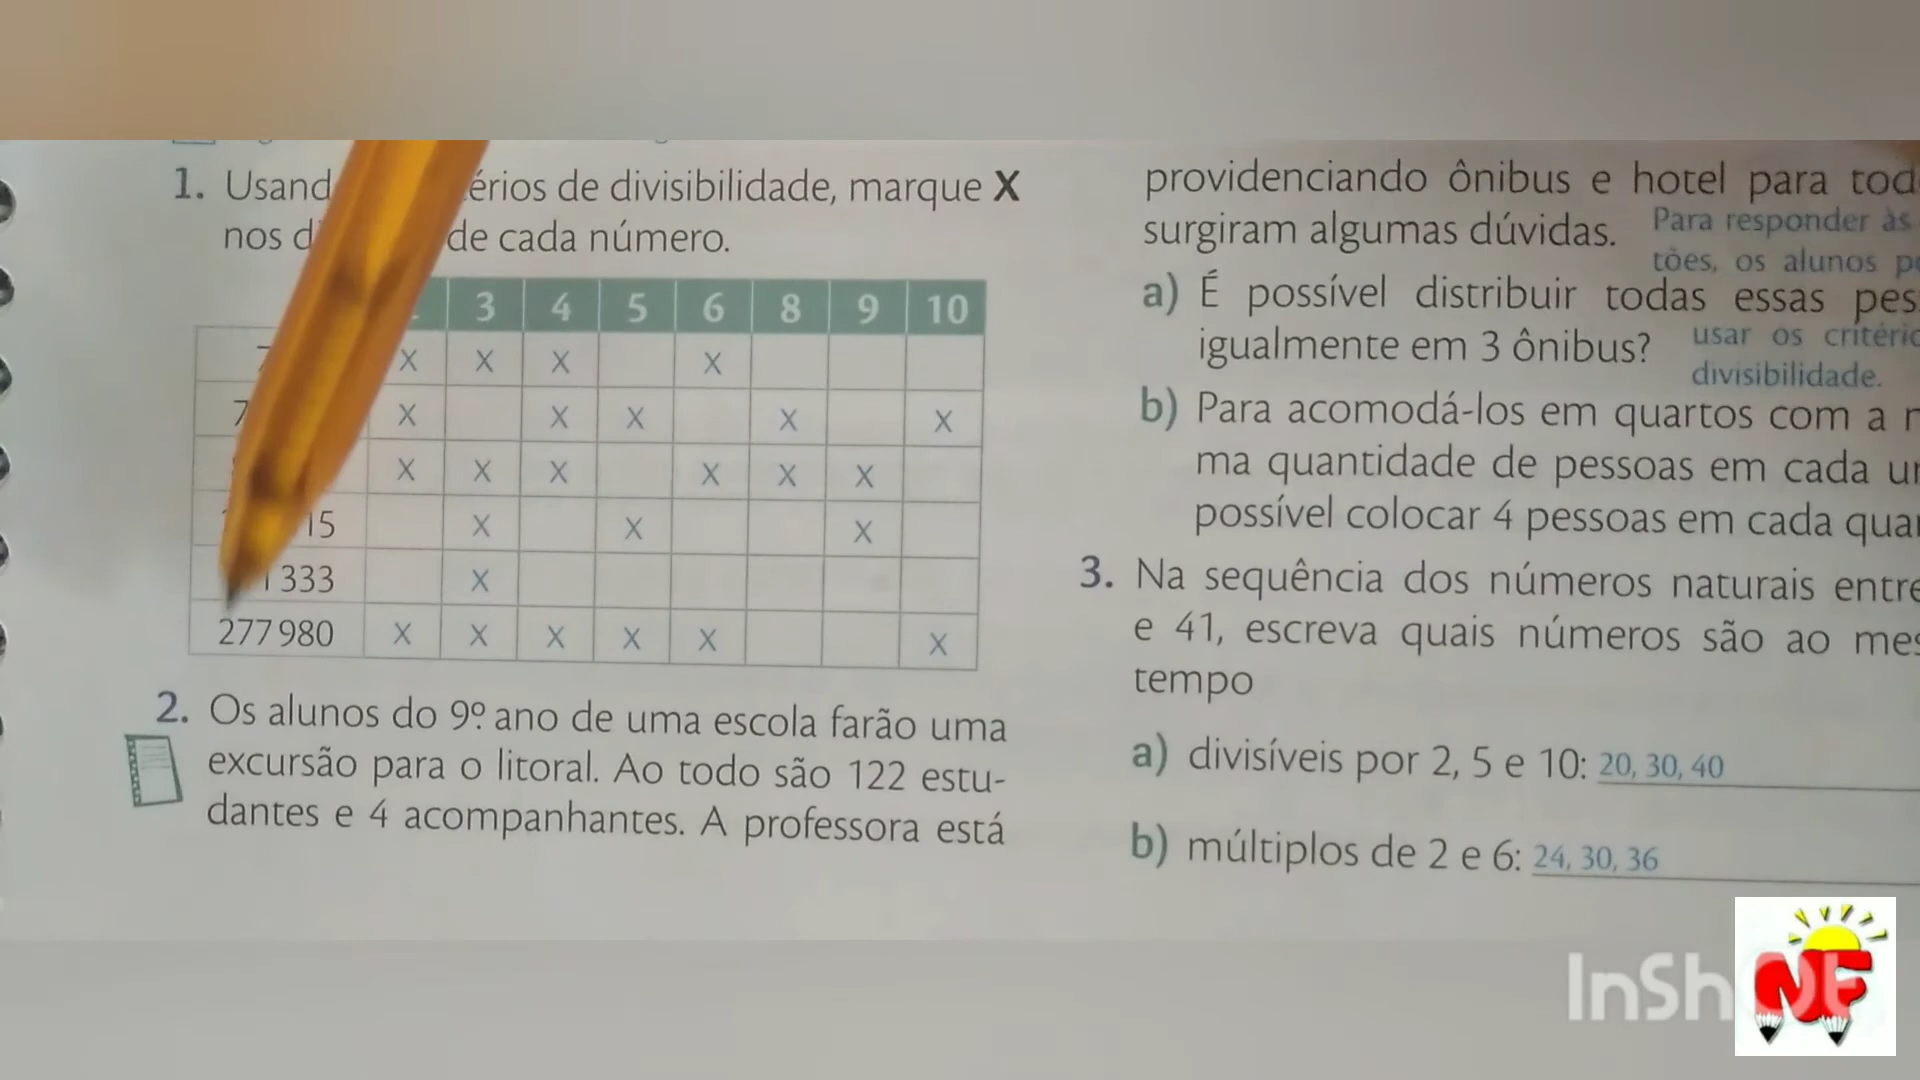 1. érios de divisibilidade, marque X
nos de cada número.
3 4 5 6 8 9 10
X X X X
X X X X X
X X X X X X
15 X X X
333 X
277 980 X X X X X X
2. Os alunos do 9º ano de uma escola farão uma
excursão para o litoral. Ao todo são 122 estu-
dantes e 4 acompanhantes. A professora está
providenciando ônibus e hotel para tod
surgiram algumas dúvidas.
Para responder às
tões, os alunos
a) É possível distribuir todas essas pes
igualmente em 3 ônibus?
usar os critério
divisibilidade.
b) Para acomodá-los em quartos com a
ma quantidade de pessoas em cada
possível colocar 4 pessoas em cada qua
3. Na sequência dos números naturais entre
e 41, escreva quais números são ao mes
tempo
a) divisíveis por 2, 5 e 10: 20, 30, 40
b) múltiplos de 2 e 6: 24, 30, 36
InSh
NF